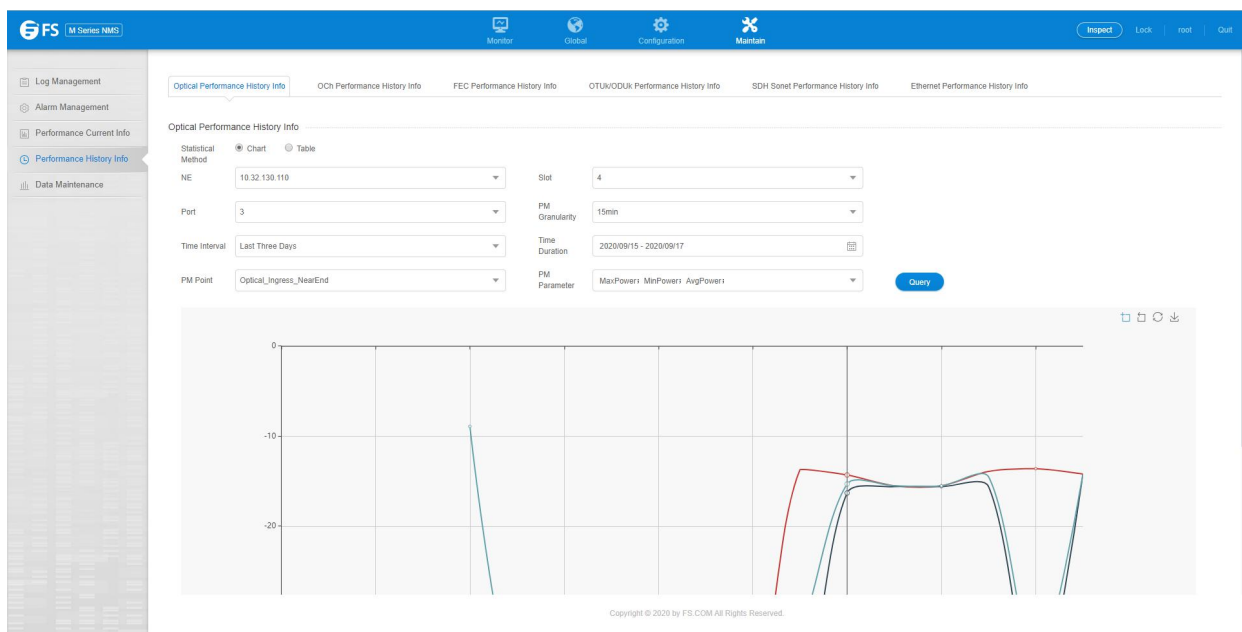 FS M Series NMS
Monitor
Global
Configuration
Maintain
Inspect Lock root Quit
Log Management
Alarm Management
Performance Current Info
Performance History Info
Data Maintenance
Optical Performance History Info
OCh Performance History Info
FEC Performance History Info
OTUk/ODUk Performance History Info
SDH Sonet Performance History Info
Ethernet Performance History Info
Optical Performance History Info
Statistical
Method
Chart
Table
NE
10.32.130.110
Slot
4
Port
3
PM
Granularity
15min
Time Interval
Last Three Days
Time
Duration
2020/09/15 - 2020/09/17
PM Point
Optical_Ingress_NearEnd
PM
Parameter
MaxPower; MinPower; AvgPower;
Query
0
-10
-20
Copyright © 2020 by FS.COM All Rights Reserved.